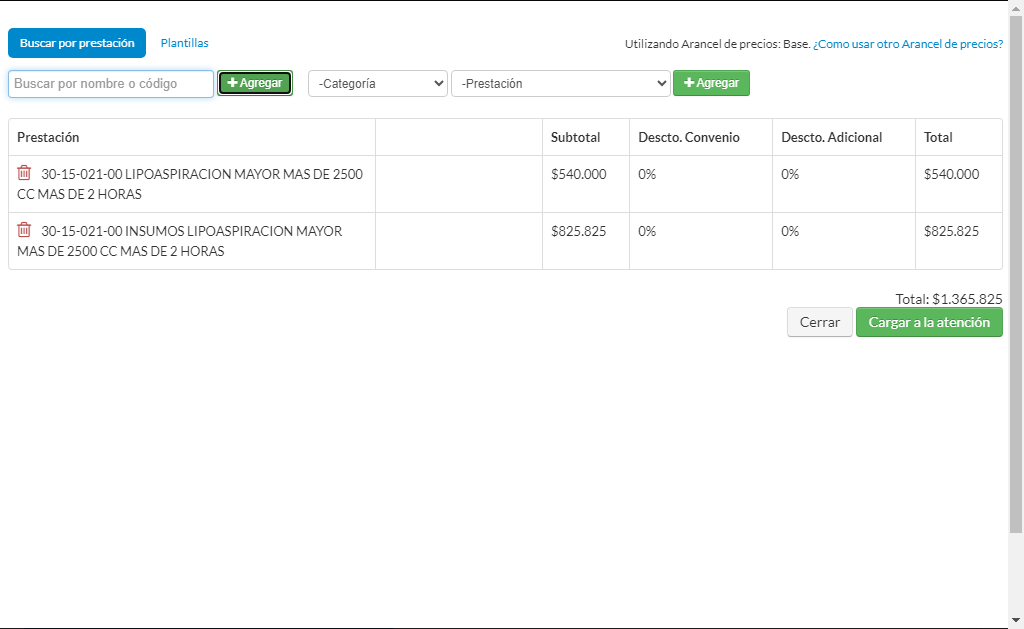 Buscar por prestación
Plantillas
Utilizando Arancel de precios: Base. ¿Como usar otro Arancel de precios?
Buscar por nombre o código
Agregar
-Categoría
-Prestación
Agregar
Prestación
Subtotal
Descto. Convenio
Descto. Adicional
Total
30-15-021-00 LIPOASPIRACION MAYOR MAS DE 2500
CC MAS DE 2 HORAS
$540.000
0%
0%
$540.000
30-15-021-00 INSUMOS LIPOASPIRACION MAYOR
MAS DE 2500 CC MAS DE 2 HORAS
$825.825
0%
0%
$825.825
Total: $1.365.825
Cerrar
Cargar a la atención